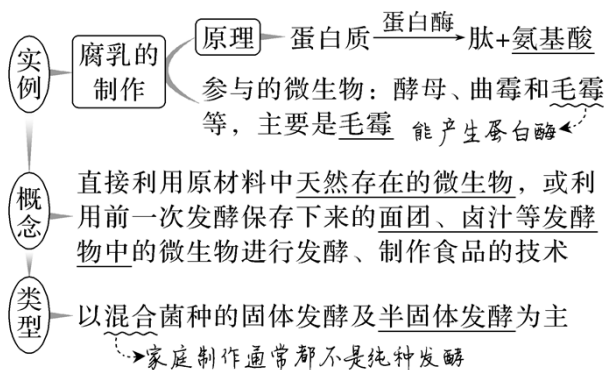 实例
腐乳的
制作
原理
蛋白质 蛋白酶 肽+氨基酸
参与的微生物：酵母、曲霉和毛霉
等，主要是毛霉 能产生蛋白酶
概念
直接利用原材料中天然存在的微生物，或利
用前一次发酵保存下来的面团、卤汁等发酵
物中的微生物进行发酵、制作食品的技术
类型
以混合菌种的固体发酵及半固体发酵为主
家庭制作通常都不是纯种发酵